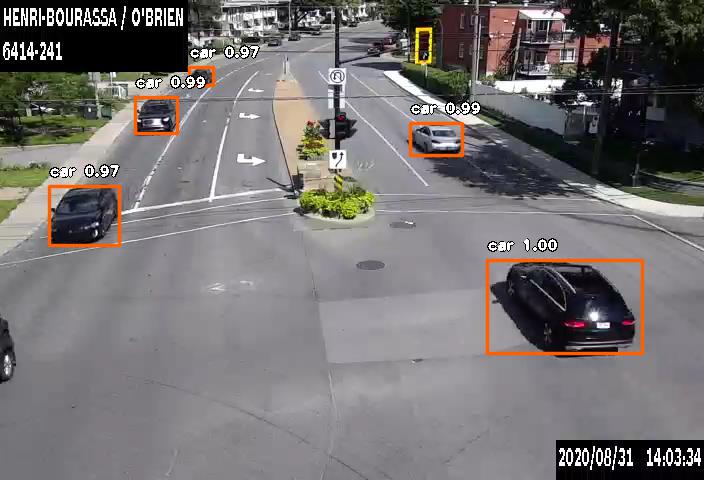 HENRI-BOURASSA / O'BRIEN
6414-241
car 0.97
car 0.99
car 0.99
car 0.97
car 1.00
2020/08/31 14:03:34